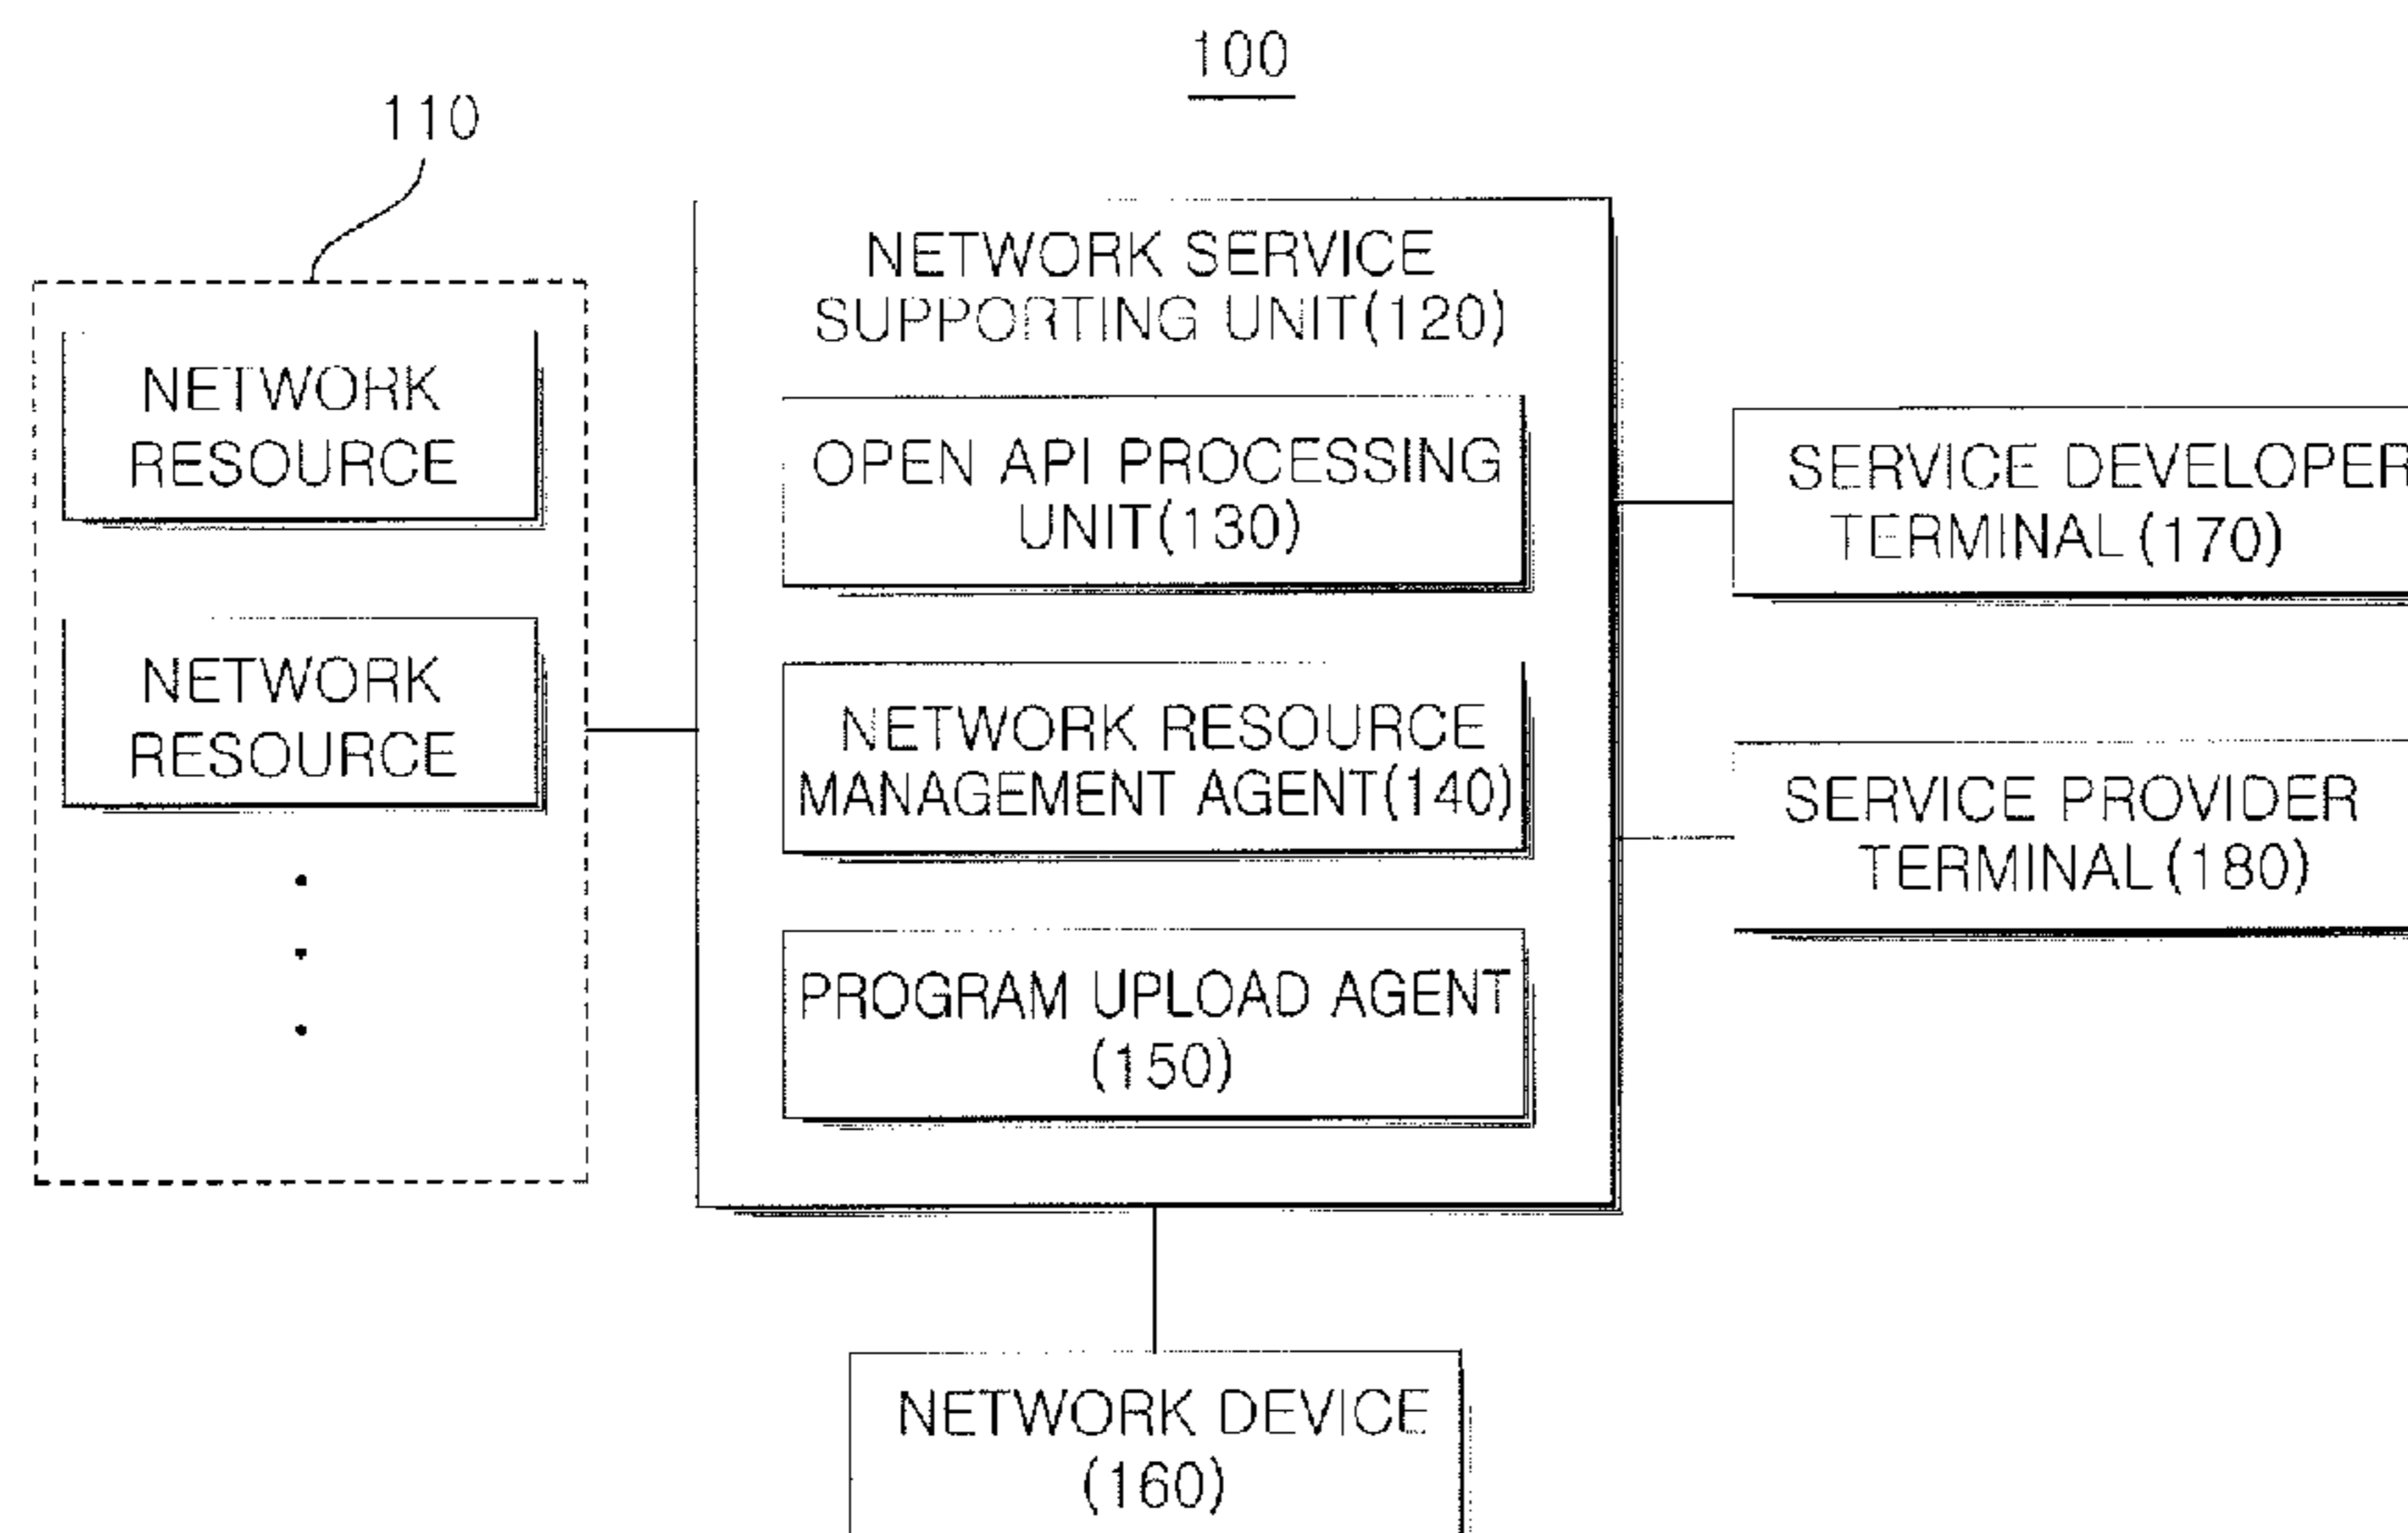 100
110
NETWORK
RESOURCE
NETWORK
RESOURCE
NETWORK SERVICE
SUPPORTING UNIT(120)
OPEN API PROCESSING
UNIT(130)
NETWORK RESOURCE
MANAGEMENT AGENT(140)
PROGRAM UPLOAD AGENT
(150)
SERVICE DEVELOPER
TERMINAL(170)
SERVICE PROVIDER
TERMINAL(180)
NETWORK DEVICE
(160)